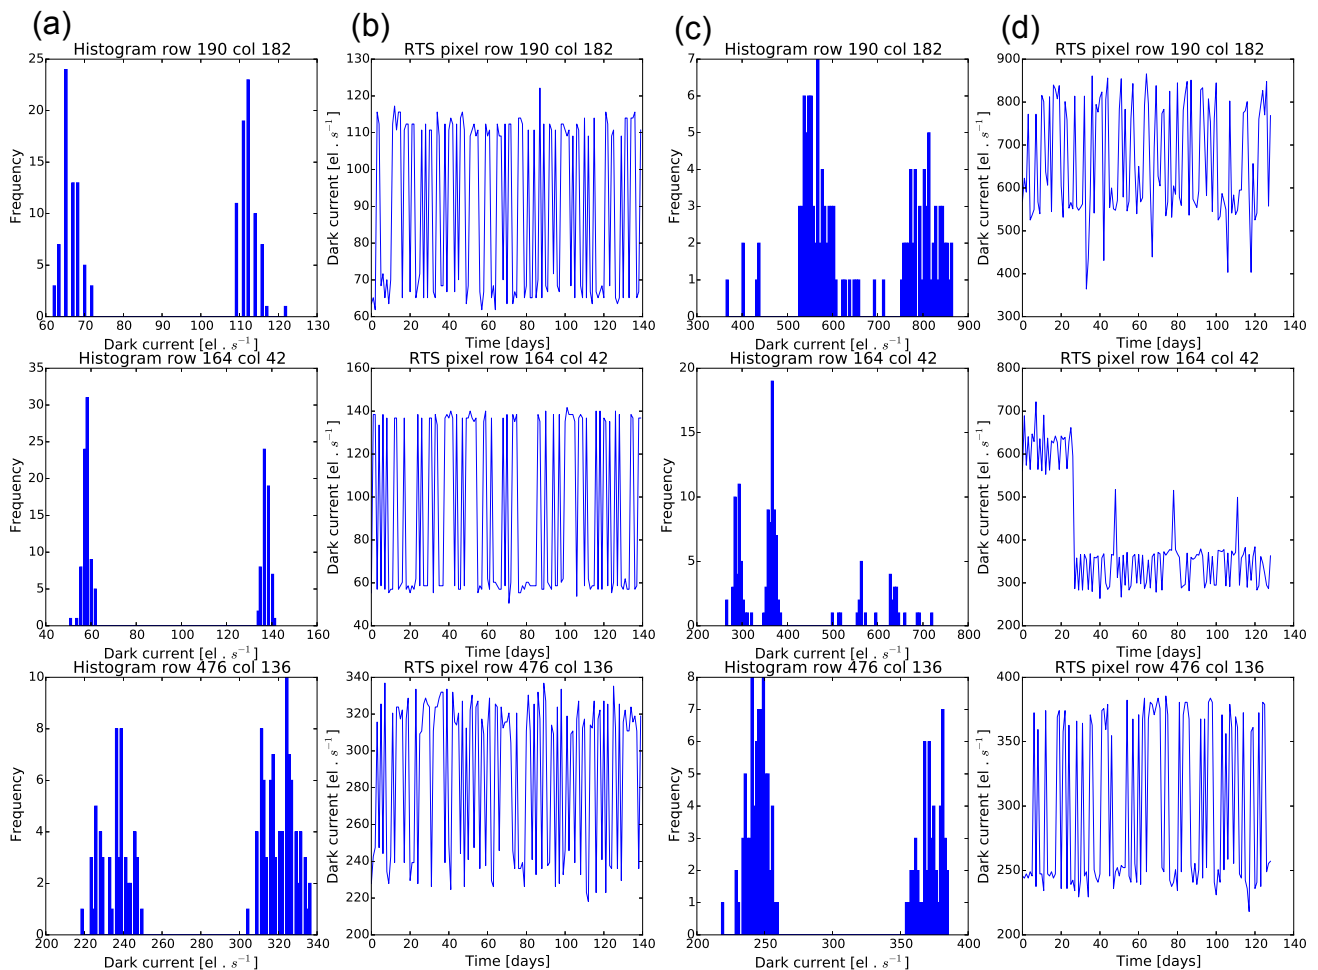 (a) (b) (c) (d)
Histogram row 190 col 182
Frequency
0 5 10 15 20 25
60 70 80 90 100 110 120 130
Dark current [el . s⁻¹]
RTS pixel row 190 col 182
Dark current [el . s⁻¹]
60 70 80 90 100 110 120 130
0 20 40 60 80 100 120 140
Time [days]
Histogram row 190 col 182
Frequency
0 1 2 3 4 5 6 7
300 400 500 600 700 800 900
Dark current [el . s⁻¹]
RTS pixel row 190 col 182
Dark current [el . s⁻¹]
300 400 500 600 700 800 900
0 20 40 60 80 100 120 140
Time [days]
Histogram row 164 col 42
Frequency
0 5 10 15 20 25 30 35
40 60 80 100 120 140 160
Dark current [el . s⁻¹]
RTS pixel row 164 col 42
Dark current [el . s⁻¹]
40 60 80 100 120 140 160
0 20 40 60 80 100 120 140
Time [days]
Histogram row 164 col 42
Frequency
0 5 10 15 20
200 300 400 500 600 700 800
Dark current [el . s⁻¹]
RTS pixel row 164 col 42
Dark current [el . s⁻¹]
200 300 400 500 600 700 800
0 20 40 60 80 100 120 140
Time [days]
Histogram row 476 col 136
Frequency
0 2 4 6 8 10
200 220 240 260 280 300 320 340
Dark current [el . s⁻¹]
RTS pixel row 476 col 136
Dark current [el . s⁻¹]
200 220 240 260 280 300 320 340
0 20 40 60 80 100 120 140
Time [days]
Histogram row 476 col 136
Frequency
0 1 2 3 4 5 6 7 8
200 250 300 350 400
Dark current [el . s⁻¹]
RTS pixel row 476 col 136
Dark current [el . s⁻¹]
200 250 300 350 400
0 20 40 60 80 100 120 140
Time [days]